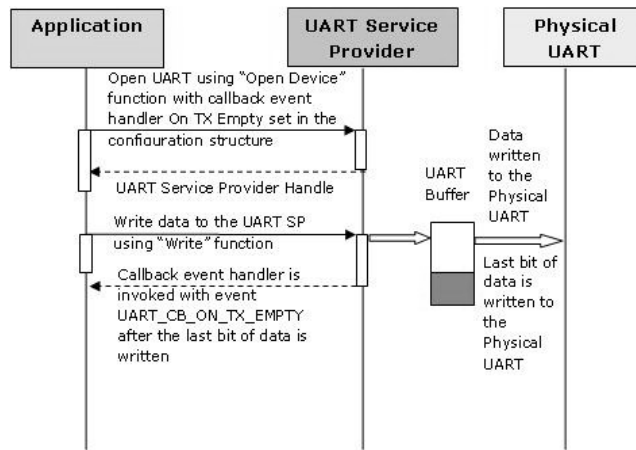 Application
UART Service
Provider
Physical
UART
Open UART using “Open Device”
function with callback event
handler On TX Empty set in the
configuration structure
UART Service Provider Handle
Write data to the UART SP
using “Write” function
Callback event handler is
invoked with event
UART_CB_ON_TX_EMPTY
after the last bit of data is
written
UART
Buffer
Data
written
to the
Physical
UART
Last bit of
data is
written to
the
Physical
UART